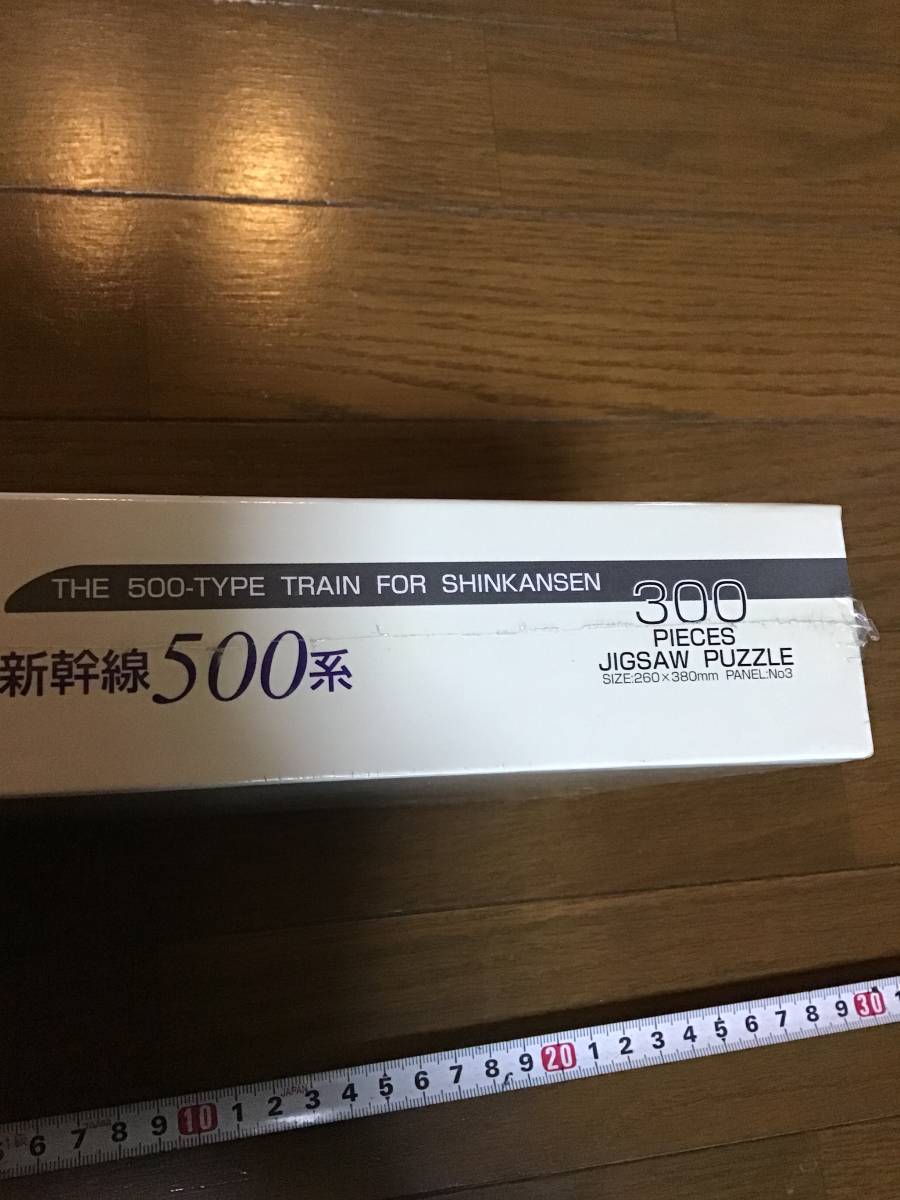 THE 500-TYPE TRAIN FOR SHINKANSEN
新幹線500系
300
PIECES
JIGSAW PUZZLE
SIZE:260×380mm PANEL:No3
6 7 8 9 10 1 2 3 4 5 6 7 8 9 20 1 2 3 4 5 6 7 8 9 30 1
JAPAN